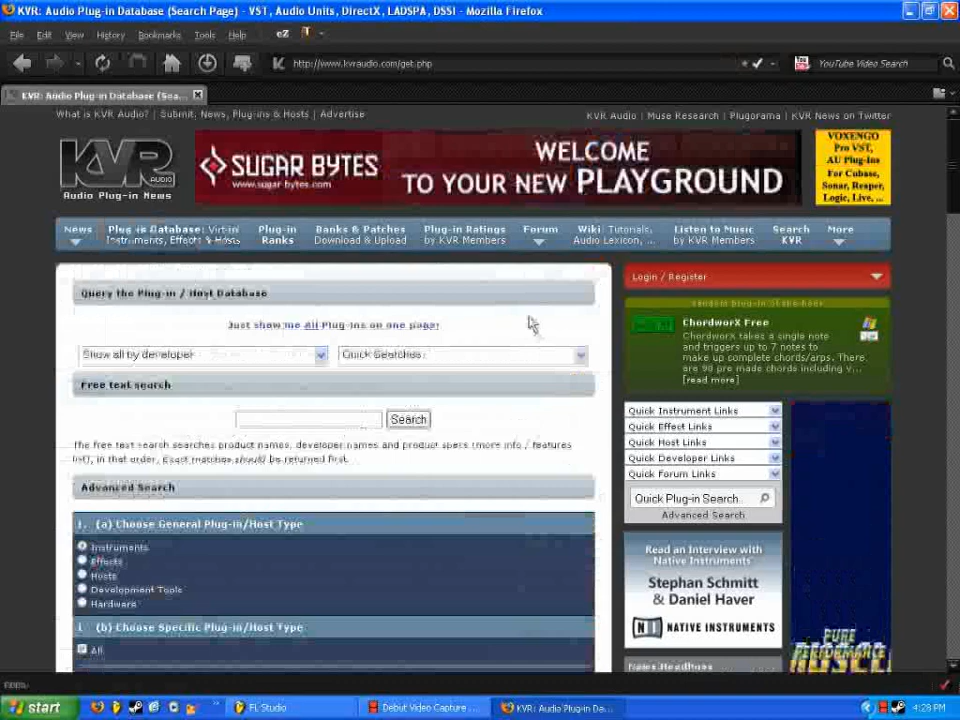 KVR: Audio Plug-in Database (Search Page) - VST, Audio Units, DirectX, LADSPA, DSSI - Mozilla Firefox
File Edit View History Bookmarks Tools Help eZ
http://www.kvraudio.com/get.php
YouTube Video Search
KVR: Audio Plug-in Database (Sea...
What is KVR Audio? | Submit. News, Plug-ins & Hosts | Advertise
KVR Audio | Muse Research | Plugorama | KVR News on Twitter
KVR
AUDIO
Audio Plug-in News
SUGAR BYTES
www.sugar-bytes.com
WELCOME
TO YOUR NEW PLAYGROUND
VOXENGO
Pro VST,
AU Plug-ins
For Cubase,
Sonar, Reaper,
Logic, Live, ...
News
Plug-in Database: Virtual
Instruments, Effects & Hosts
Plug-in
Ranks
Banks & Patches
Download & Upload
Plug-in Ratings
by KVR Members
Forum
Wiki: Tutorials,
Audio Lexicon, ...
Listen to Music
by KVR Members
Search
KVR
More
Query the Plug-in / Host Database
Just show me all Plug-ins on one page!
Show all by developer
Quick Searches:
Free text search
Search
The free text search searches product names, developer names and product specs (more info / features
list), in that order. Exact matches should be returned first.
Advanced Search
1. (a) Choose General Plug-in/Host Type
Instruments
Effects
Hosts
Development Tools
Hardware
1. (b) Choose Specific Plug-in/Host Type
All
Login / Register
ChordworX Free
ChordworX takes a single note
and triggers up to 7 notes to
make up complete chords/arps. There
are 90 pre made chords including v...
[read more]
Quick Instrument Links
Quick Effect Links
Quick Host Links
Quick Developer Links
Quick Forum Links
Quick Plug-in Search
Advanced Search
Read an Interview with
Native Instruments'
Stephan Schmitt
& Daniel Haver
NATIVE INSTRUMENTS
News Headlines
PURE
PERFORMANCE
MUSCLE
start
FL Studio
Debut Video Capture ...
KVR: Audio Plug-in Da...
4:28 PM